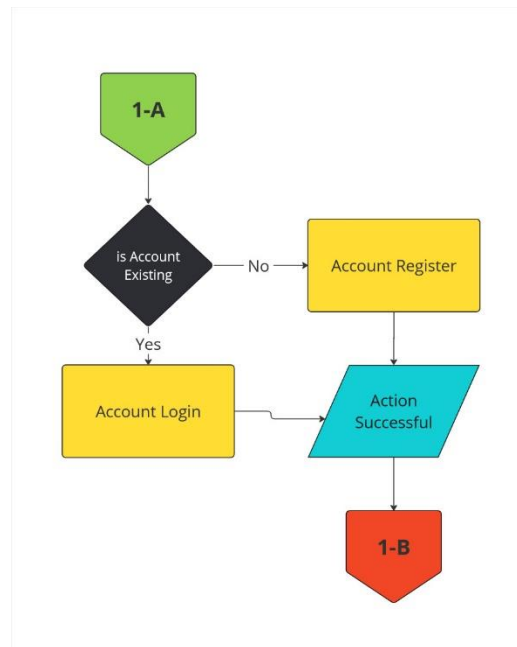 1-A
is Account
Existing
No
Account Register
Yes
Account Login
Action
Successful
1-B